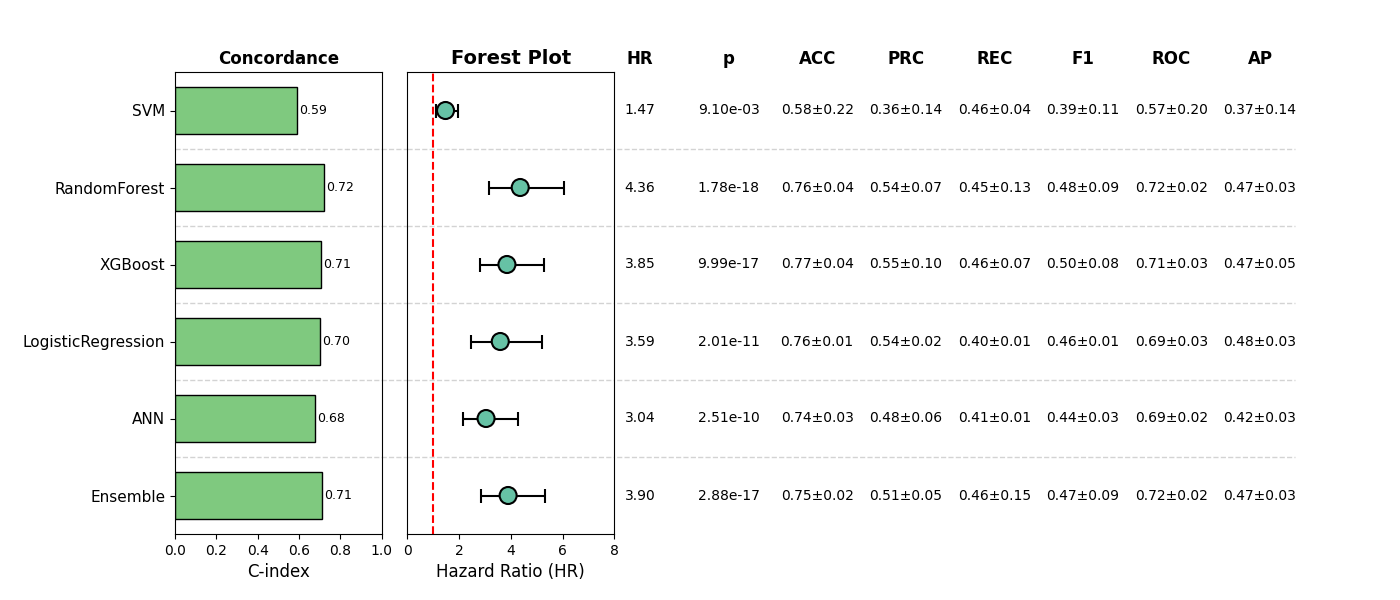 Concordance Forest Plot HR p ACC PRC REC F1 ROC AP
SVM 0.59 1.47 9.10e-03 0.58±0.22 0.36±0.14 0.46±0.04 0.39±0.11 0.57±0.20 0.37±0.14
RandomForest 0.72 4.36 1.78e-18 0.76±0.04 0.54±0.07 0.45±0.13 0.48±0.09 0.72±0.02 0.47±0.03
XGBoost 0.71 3.85 9.99e-17 0.77±0.04 0.55±0.10 0.46±0.07 0.50±0.08 0.71±0.03 0.47±0.05
LogisticRegression 0.70 3.59 2.01e-11 0.76±0.01 0.54±0.02 0.40±0.01 0.46±0.01 0.69±0.03 0.48±0.03
ANN 0.68 3.04 2.51e-10 0.74±0.03 0.48±0.06 0.41±0.01 0.44±0.03 0.69±0.02 0.42±0.03
Ensemble 0.71 3.90 2.88e-17 0.75±0.02 0.51±0.05 0.46±0.15 0.47±0.09 0.72±0.02 0.47±0.03
0.0 0.2 0.4 0.6 0.8 1.0 0 2 4 6 8
C-index Hazard Ratio (HR)